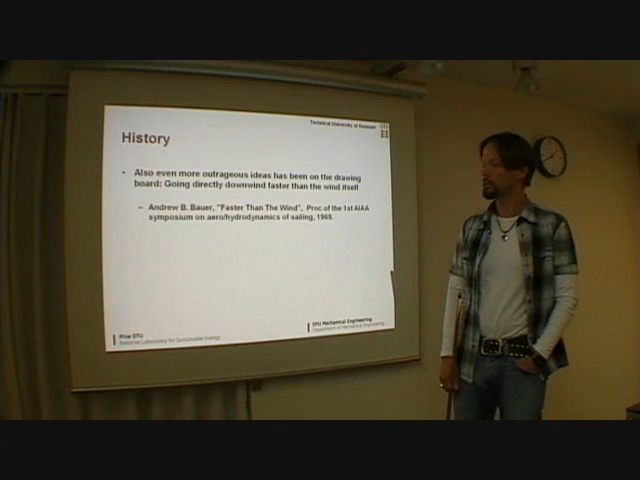 Technical University of Denmark
History
• Also even more outrageous ideas has been on the drawing
board: Going directly downwind faster than the wind itself
– Andrew B. Bauer, "Faster Than The Wind", Proc of the 1st AIAA
symposium on aero/hydrodynamics of sailing, 1969.
Risø DTU
National Laboratory for Sustainable Energy
DTU Mechanical Engineering
Department of Mechanical Engineering